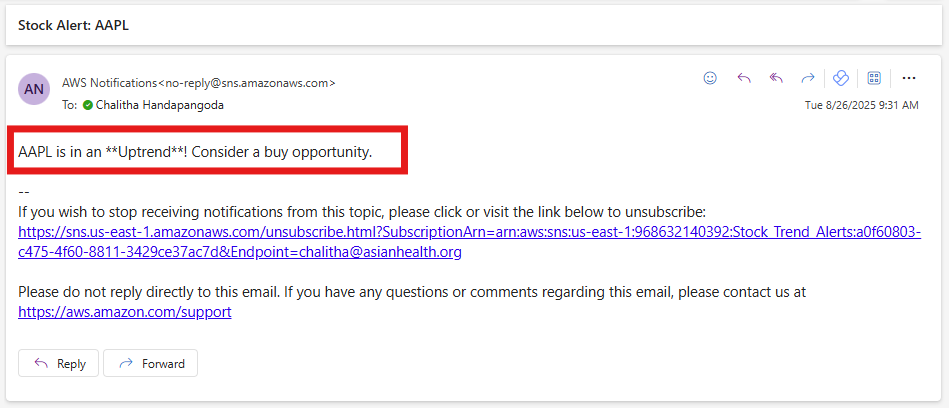 Stock Alert: AAPL
AN
AWS Notifications<no-reply@sns.amazonaws.com>
To: Chalitha Handapangoda
Tue 8/26/2025 9:31 AM
AAPL is in an **Uptrend**! Consider a buy opportunity.
--
If you wish to stop receiving notifications from this topic, please click or visit the link below to unsubscribe:
https://sns.us-east-1.amazonaws.com/unsubscribe.html?SubscriptionArn=arn:aws:sns:us-east-1:968632140392:Stock_Trend_Alerts:a0f60803-
c475-4f60-8811-3429ce37ac7d&Endpoint=chalitha@asianhealth.org
Please do not reply directly to this email. If you have any questions or comments regarding this email, please contact us at
https://aws.amazon.com/support
Reply
Forward